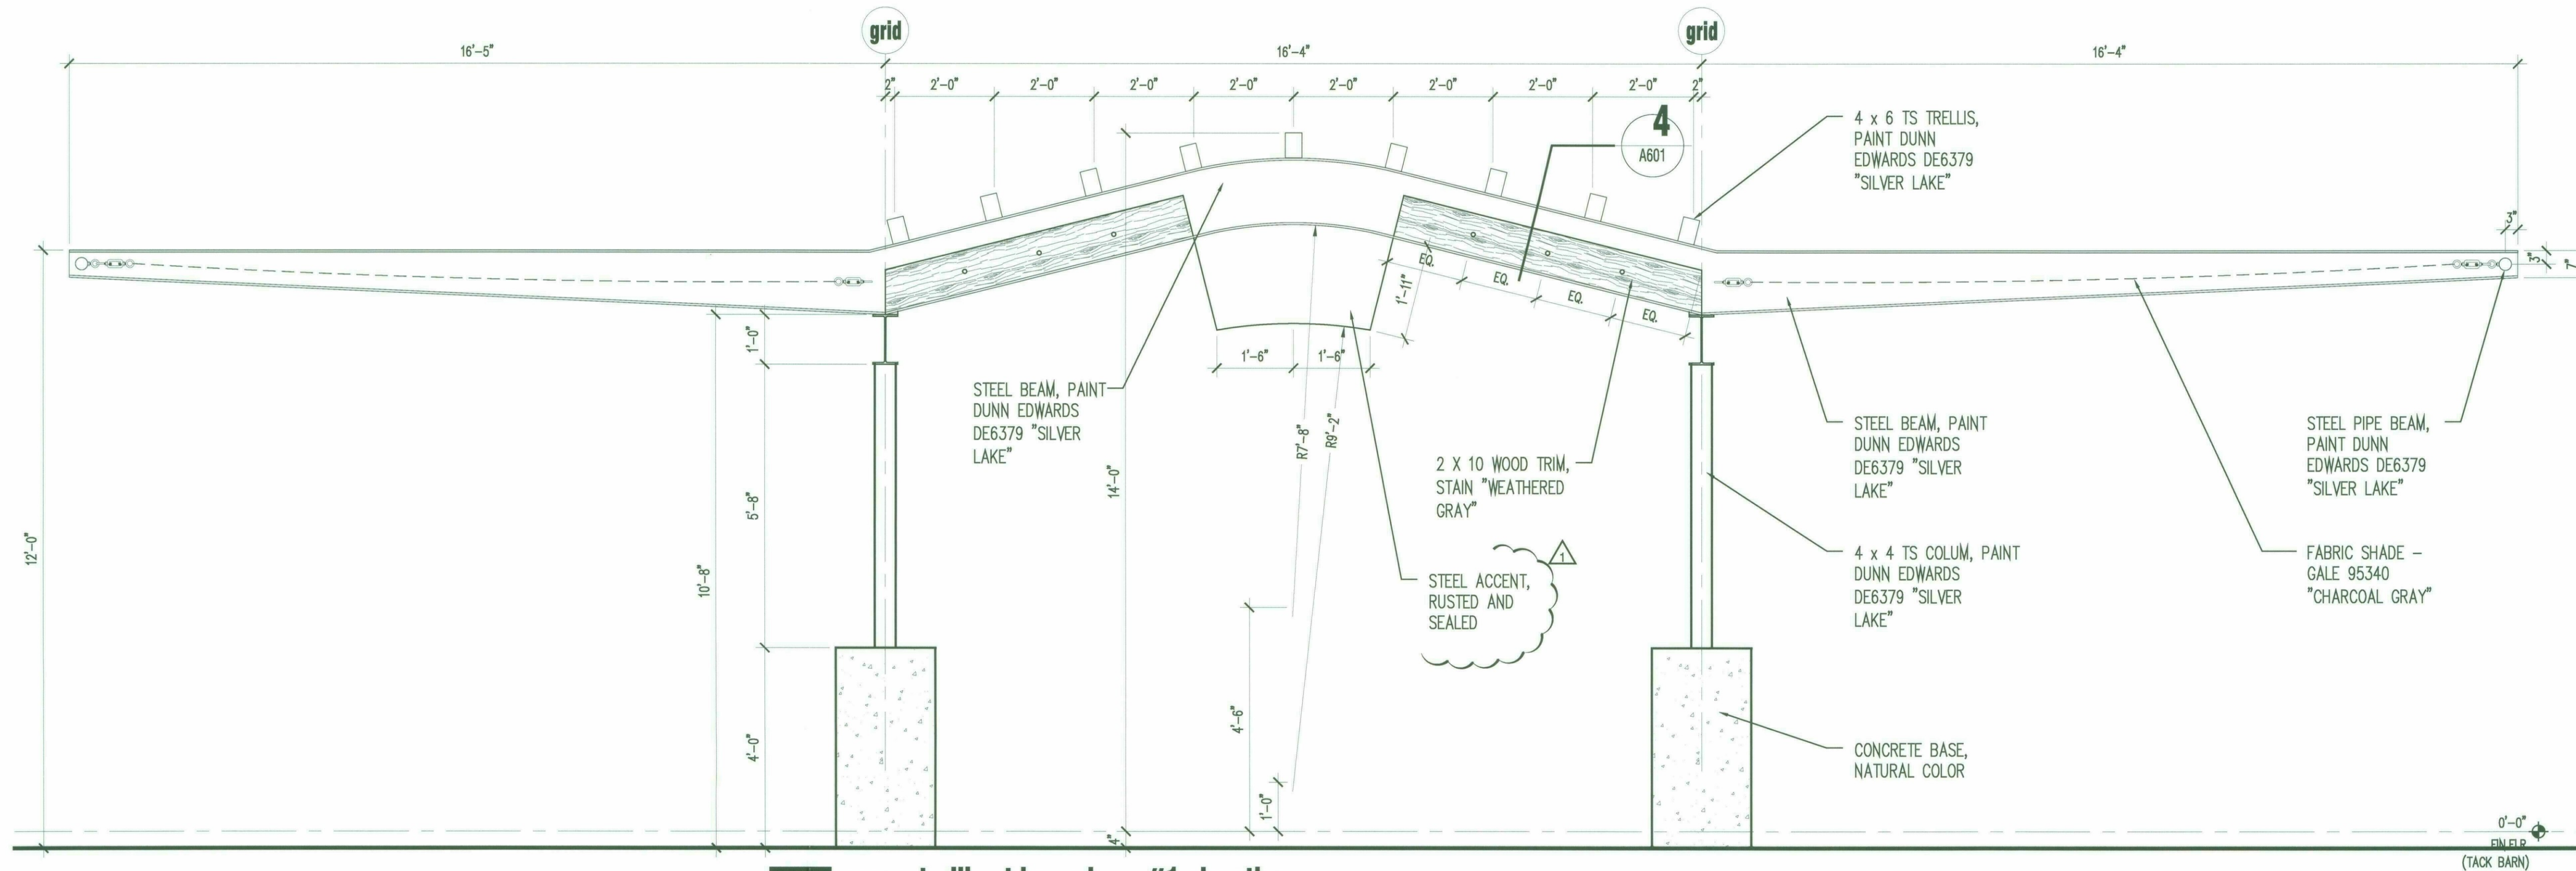 grid
grid
16'-5"
16'-4"
16'-4"
2"
2'-0"
2'-0"
2'-0"
2'-0"
2'-0"
2'-0"
2'-0"
2'-0"
2"
4
A601
4 x 6 TS TRELLIS,
PAINT DUNN
EDWARDS DE6379
"SILVER LAKE"
3"
3"
7"
EQ.
EQ.
EQ.
EQ.
1'-11"
1'-0"
1'-6"
1'-6"
STEEL BEAM, PAINT
DUNN EDWARDS
DE6379 "SILVER
LAKE"
R7'-8"
R9'-2"
14'-0"
2 X 10 WOOD TRIM,
STAIN "WEATHERED
GRAY"
STEEL BEAM, PAINT
DUNN EDWARDS
DE6379 "SILVER
LAKE"
STEEL PIPE BEAM,
PAINT DUNN
EDWARDS DE6379
"SILVER LAKE"
5'-8"
12'-0"
10'-8"
1
STEEL ACCENT,
RUSTED AND
SEALED
4 x 4 TS COLUM, PAINT
DUNN EDWARDS
DE6379 "SILVER
LAKE"
FABRIC SHADE –
GALE 95340
"CHARCOAL GRAY"
4'-6"
4'-0"
1'-0"
4"
CONCRETE BASE,
NATURAL COLOR
0'-0"
FIN FLR
(TACK BARN)